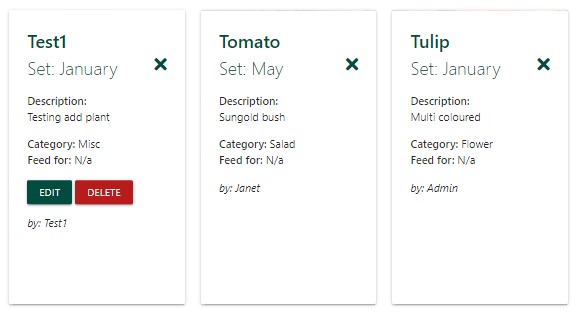 Test1
Set: January
Description:
Testing add plant
Category: Misc
Feed for: N/a
EDIT DELETE
by: Test1
Tomato
Set: May
Description:
Sungold bush
Category: Salad
Feed for: N/a
by: Janet
Tulip
Set: January
Description:
Multi coloured
Category: Flower
Feed for: N/a
by: Admin